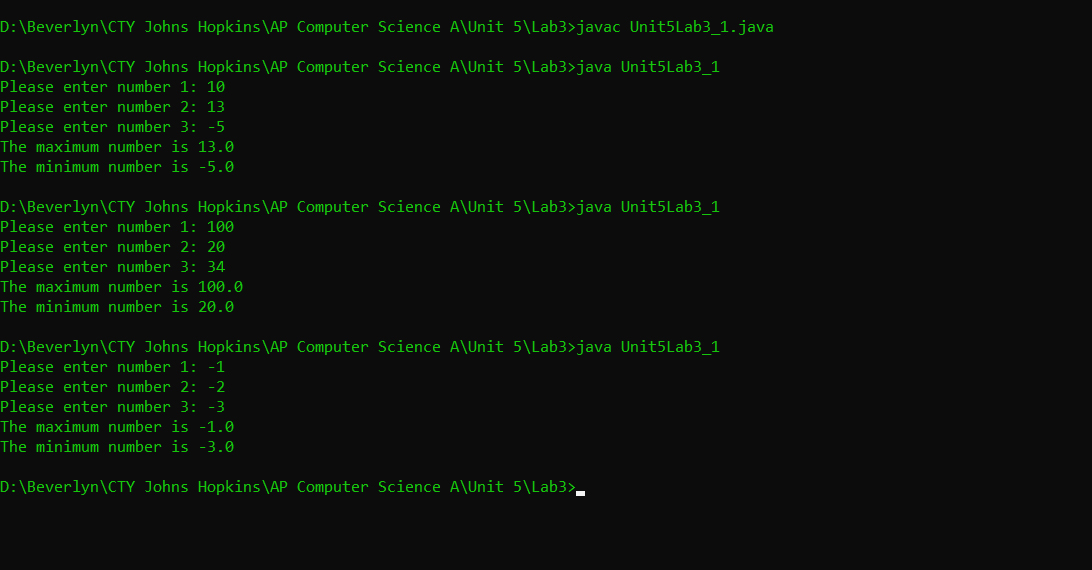 D:\Beverlyn\CTY Johns Hopkins\AP Computer Science A\Unit 5\Lab3>javac Unit5Lab3_1.java
D:\Beverlyn\CTY Johns Hopkins\AP Computer Science A\Unit 5\Lab3>java Unit5Lab3_1
Please enter number 1: 10
Please enter number 2: 13
Please enter number 3: -5
The maximum number is 13.0
The minimum number is -5.0
D:\Beverlyn\CTY Johns Hopkins\AP Computer Science A\Unit 5\Lab3>java Unit5Lab3_1
Please enter number 1: 100
Please enter number 2: 20
Please enter number 3: 34
The maximum number is 100.0
The minimum number is 20.0
D:\Beverlyn\CTY Johns Hopkins\AP Computer Science A\Unit 5\Lab3>java Unit5Lab3_1
Please enter number 1: -1
Please enter number 2: -2
Please enter number 3: -3
The maximum number is -1.0
The minimum number is -3.0
D:\Beverlyn\CTY Johns Hopkins\AP Computer Science A\Unit 5\Lab3>